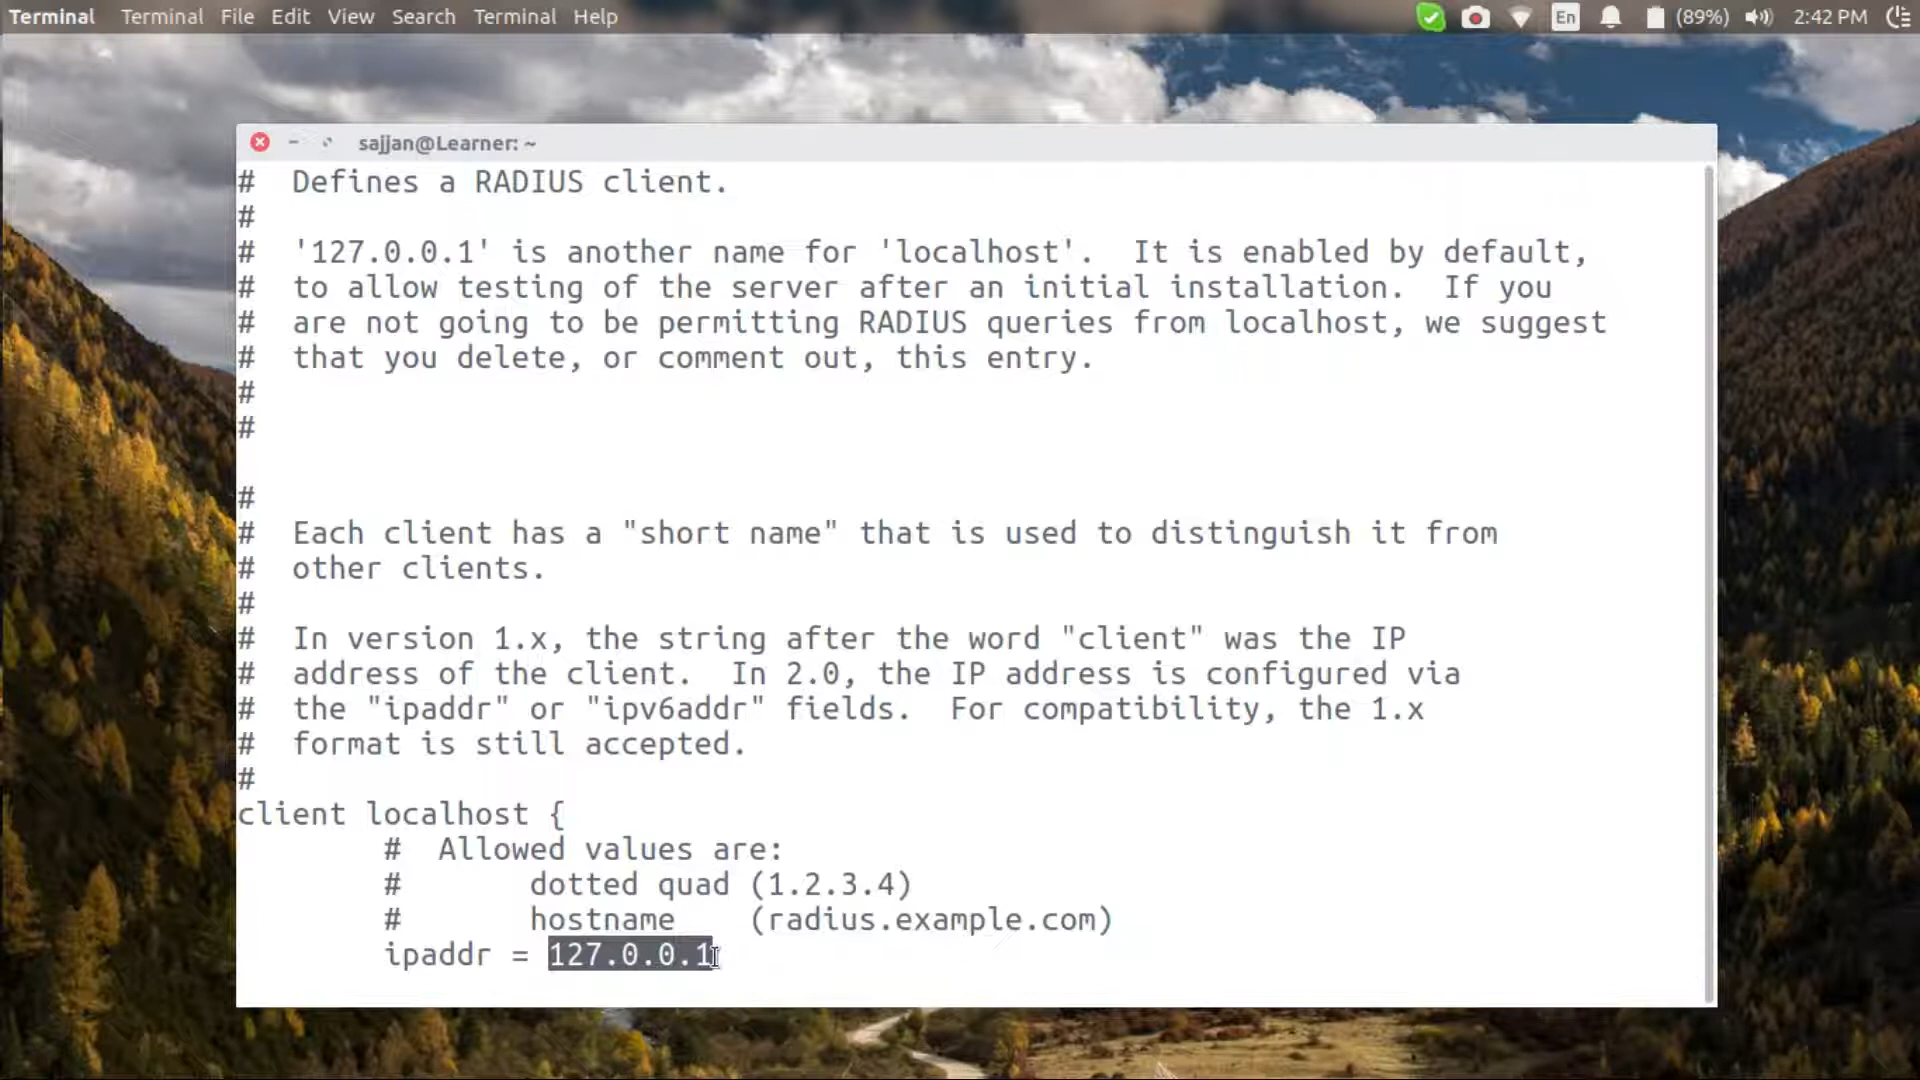 Terminal Terminal File Edit View Search Terminal Help En (89%) 2:42 PM
sajjan@Learner: ~
#  Defines a RADIUS client.
#
#  '127.0.0.1' is another name for 'localhost'.  It is enabled by default,
#  to allow testing of the server after an initial installation.  If you
#  are not going to be permitting RADIUS queries from localhost, we suggest
#  that you delete, or comment out, this entry.
#
#
#
#  Each client has a "short name" that is used to distinguish it from
#  other clients.
#
#  In version 1.x, the string after the word "client" was the IP
#  address of the client.  In 2.0, the IP address is configured via
#  the "ipaddr" or "ipv6addr" fields.  For compatibility, the 1.x
#  format is still accepted.
#
client localhost {
#  Allowed values are:
#       dotted quad (1.2.3.4)
#       hostname    (radius.example.com)
ipaddr = 127.0.0.1